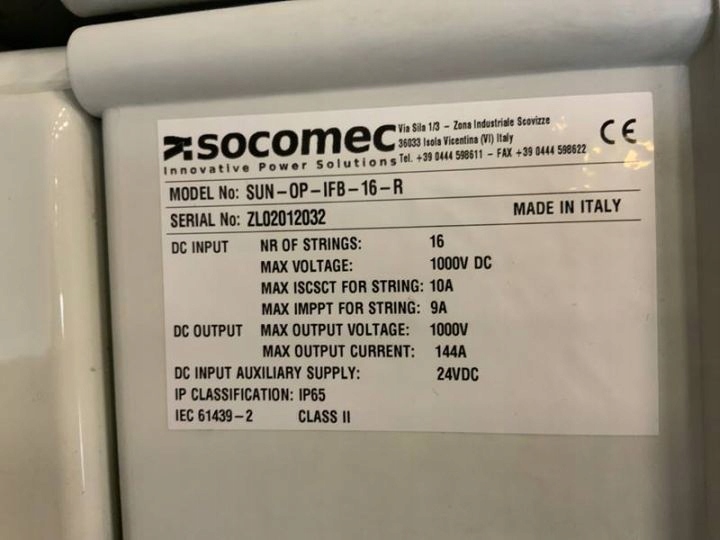 socomec
Innovative Power Solutions
Via Sila 1/3 - Zona Industriale Scovizze
36033 Isola Vicentina (VI) Italy
Tel. +39 0444 598611 - FAX +39 0444 598622
CE
MODEL No: SUN-OP-IFB-16-R
SERIAL No: ZL02012032
MADE IN ITALY
DC INPUT NR OF STRINGS: 16
MAX VOLTAGE: 1000V DC
MAX ISCSCT FOR STRING: 10A
MAX IMPPT FOR STRING: 9A
DC OUTPUT MAX OUTPUT VOLTAGE: 1000V
MAX OUTPUT CURRENT: 144A
DC INPUT AUXILIARY SUPPLY: 24VDC
IP CLASSIFICATION: IP65
IEC 61439-2 CLASS II